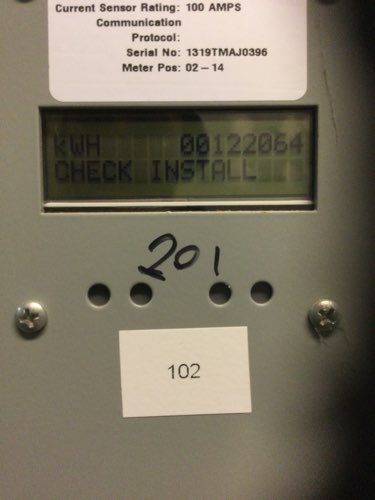 Current Sensor Rating: 100 AMPS
Communication
Protocol:
Serial No: 1319TMAJ0396
Meter Pos: 02-14
KWH 00122064
CHECK INSTALL
201
102